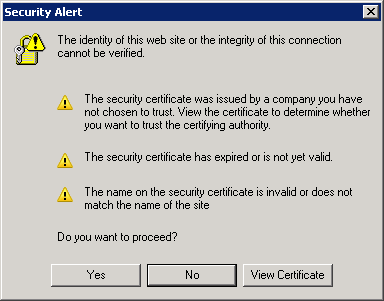 Security Alert
The identity of this web site or the integrity of this connection
cannot be verified.
The security certificate was issued by a company you have
not chosen to trust. View the certificate to determine whether
you want to trust the certifying authority.
The security certificate has expired or is not yet valid.
The name on the security certificate is invalid or does not
match the name of the site
Do you want to proceed?
Yes No View Certificate